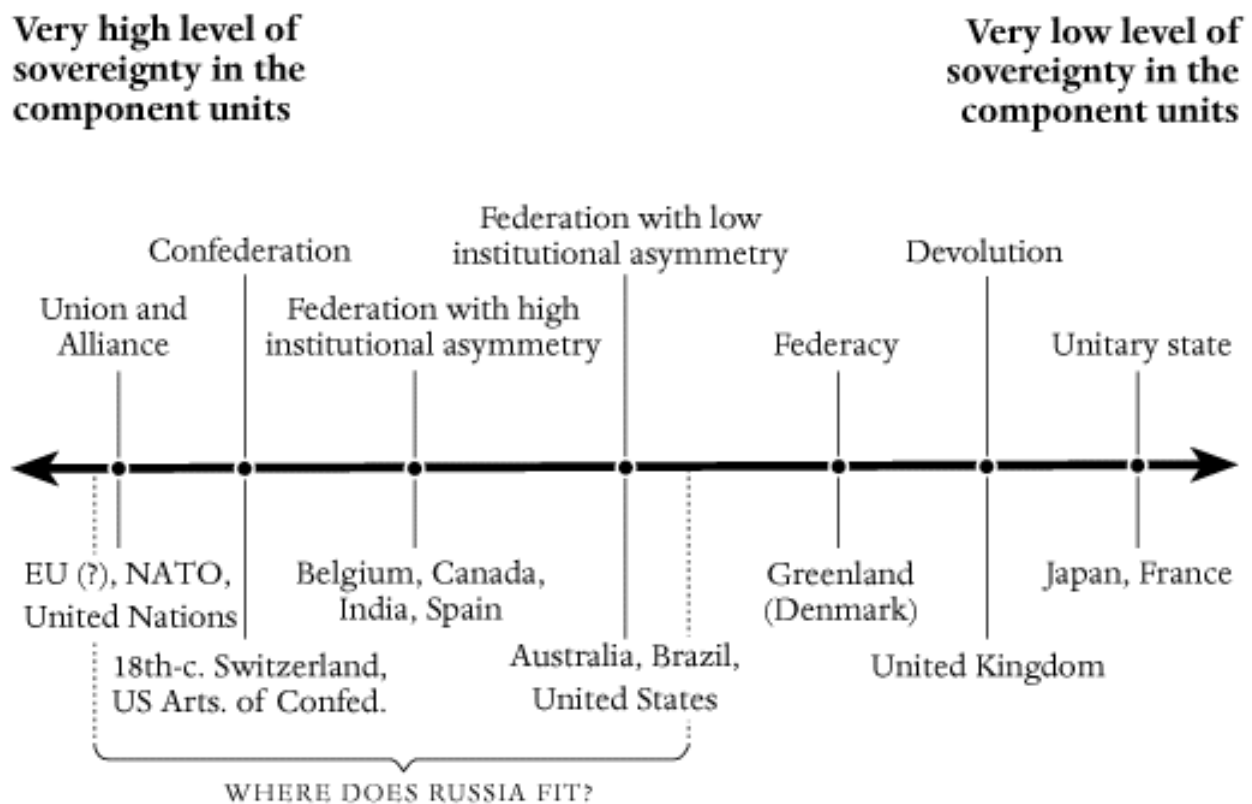 Very high level of
sovereignty in the
component units
Very low level of
sovereignty in the
component units
Union and
Alliance
Confederation
Federation with high
institutional asymmetry
Federation with low
institutional asymmetry
Federacy
Devolution
Unitary state
EU (?), NATO,
United Nations
18th-c. Switzerland,
US Arts. of Confed.
Belgium, Canada,
India, Spain
Australia, Brazil,
United States
Greenland
(Denmark)
United Kingdom
Japan, France
WHERE DOES RUSSIA FIT?